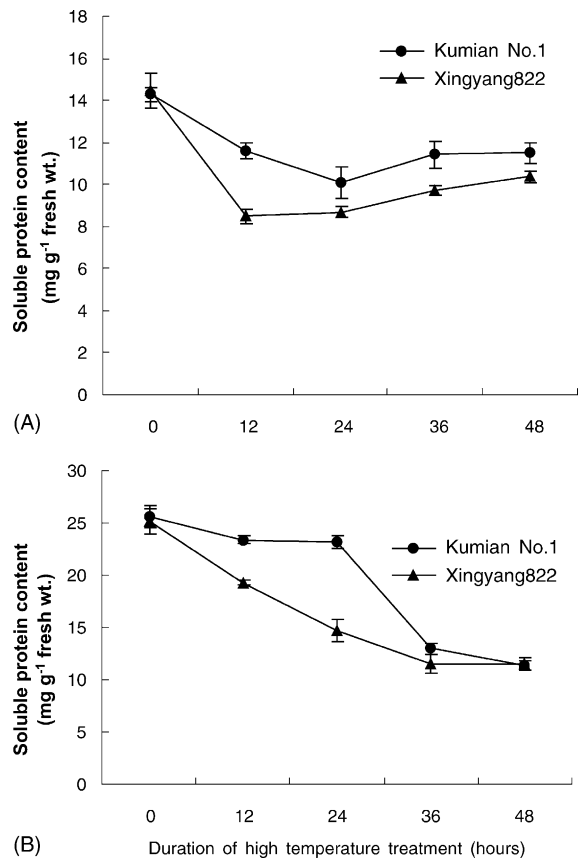 18
16
14
12
10
8
6
4
2
0
Soluble protein content
(mg g-1 fresh wt.)
Kumian No.1
Xingyang822
(A)
0 12 24 36 48
30
25
20
15
10
5
0
Soluble protein content
(mg g-1 fresh wt.)
Kumian No.1
Xingyang822
0 12 24 36 48
(B)
Duration of high temperature treatment (hours)